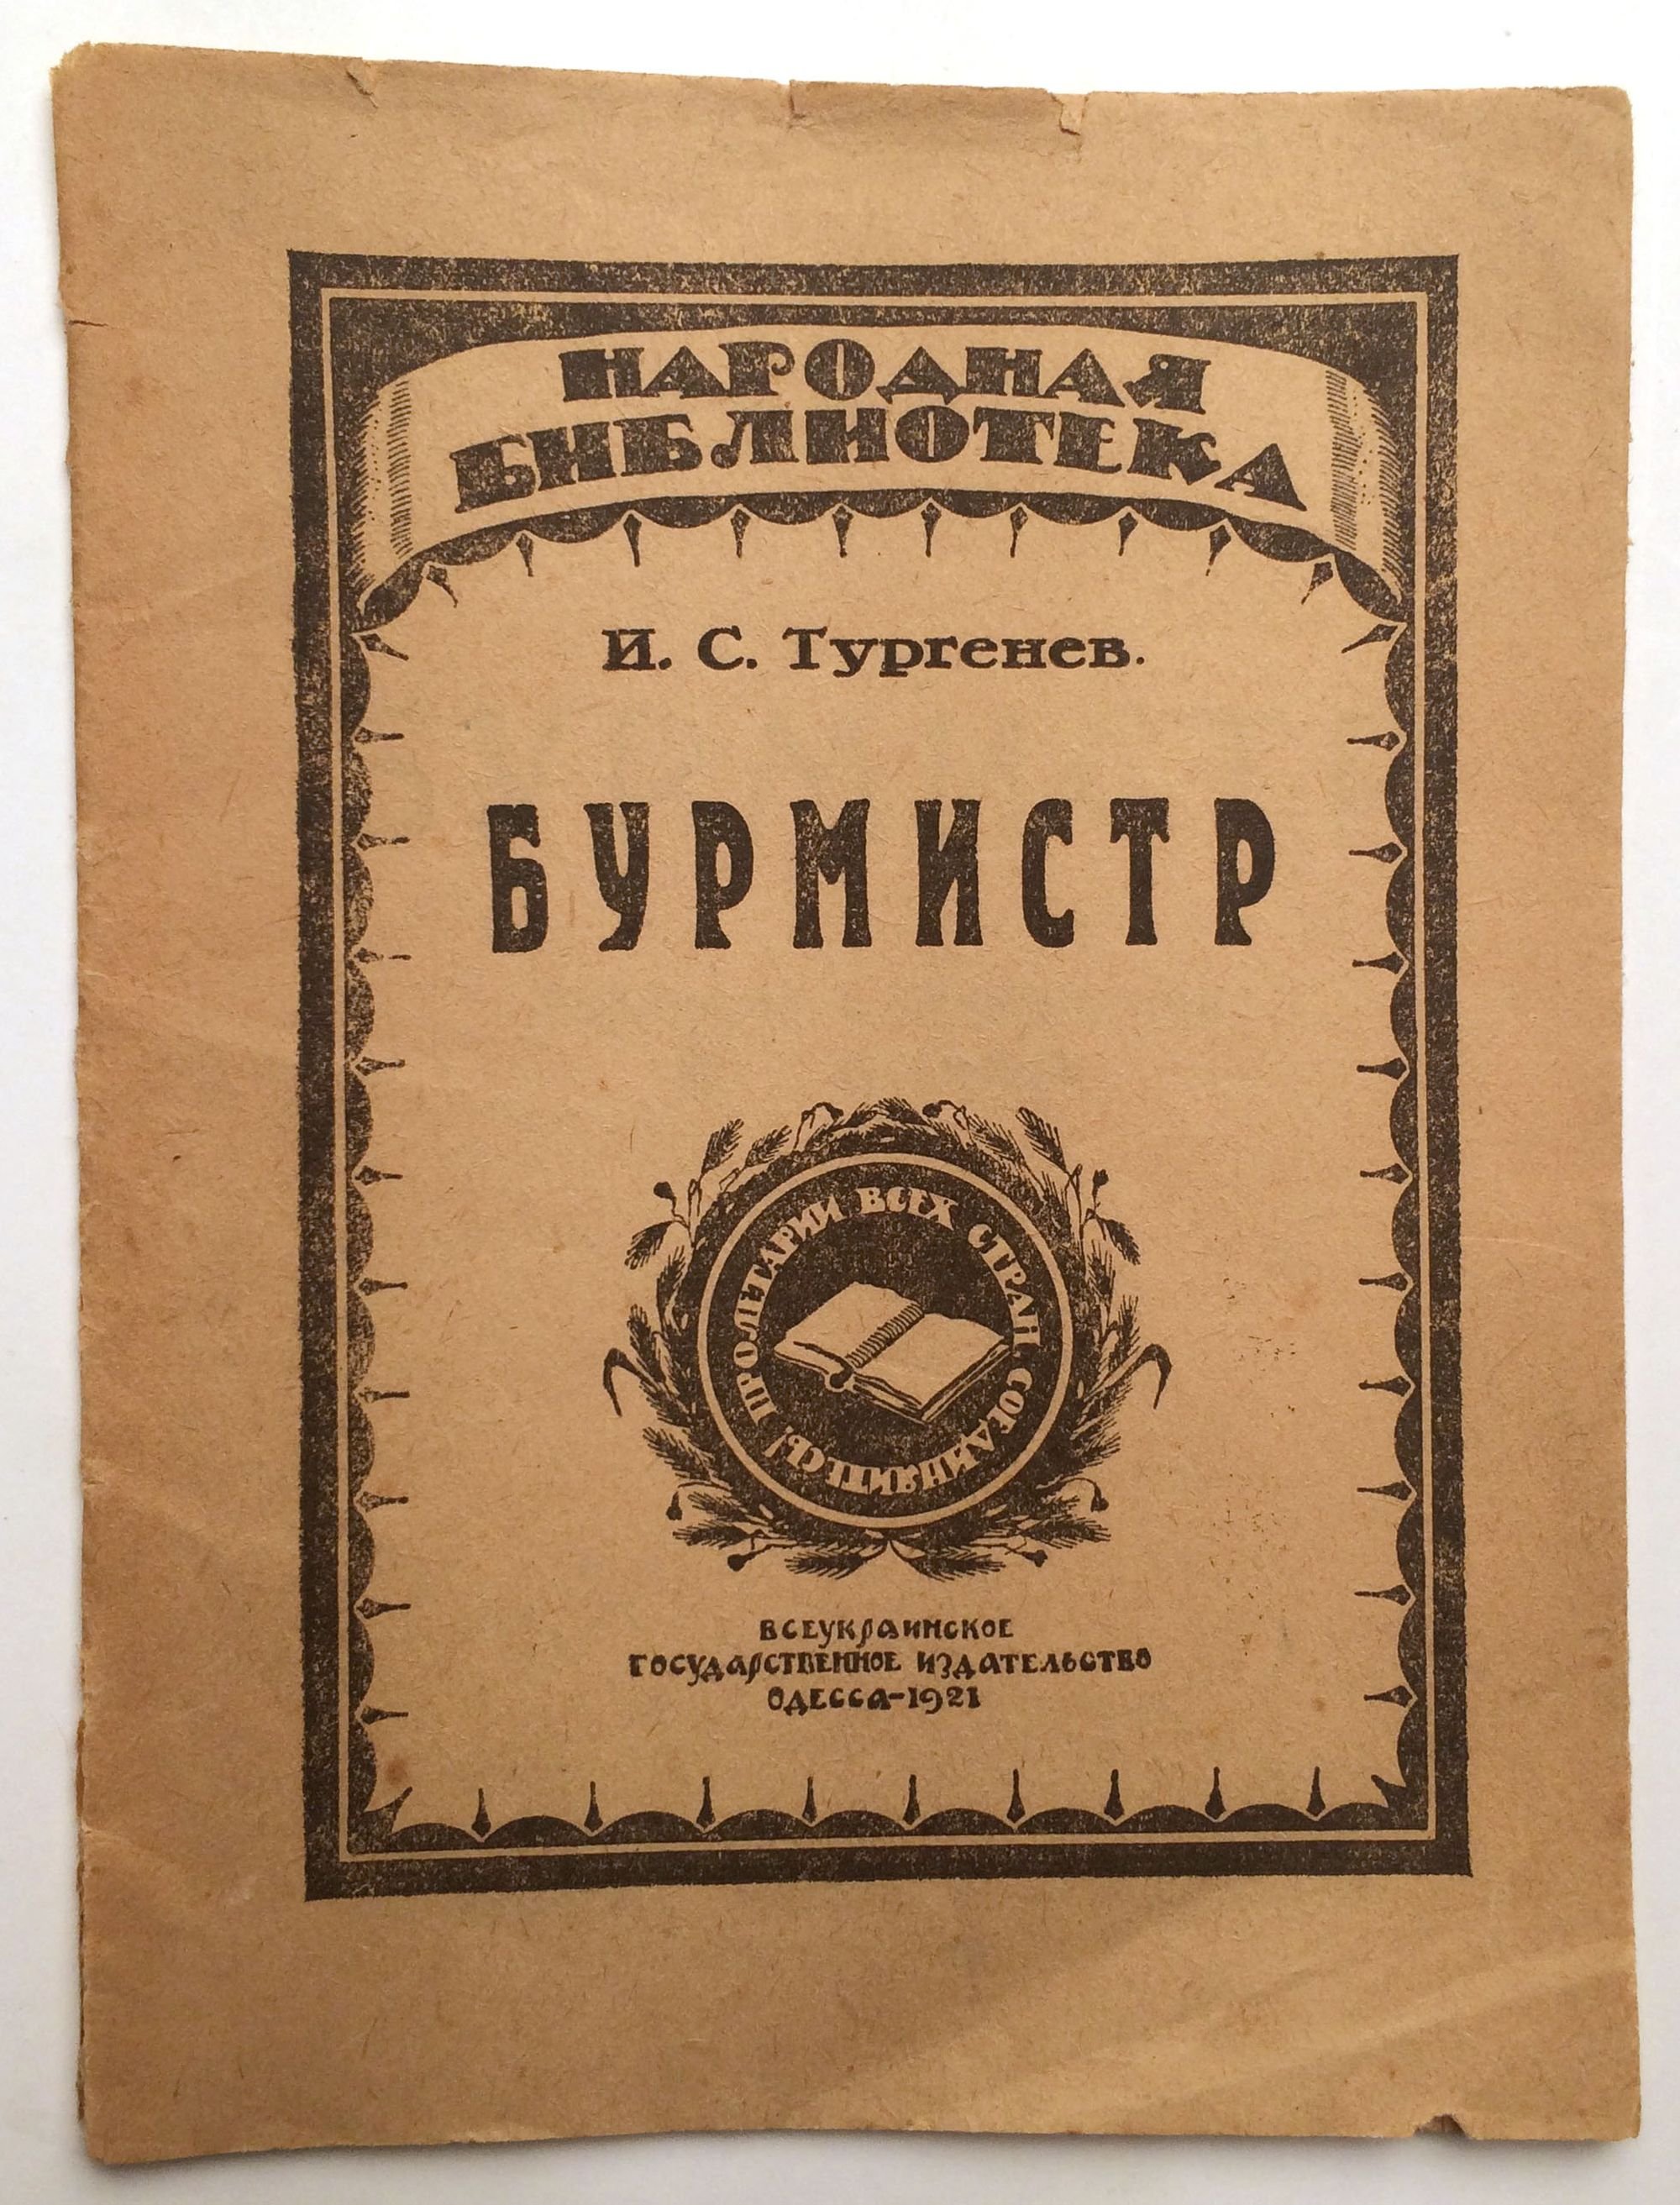 НАРОДНАЯ
БИБЛИОТЕКА
И. С. Тургенев.
БУРМИСТР
ПРОЛЕТАРИИ ВСЕХ СТРАН СОЕДИНЯЙТЕСЬ!
ВСЕУКРАИНСКОЕ
ГОСУДАРСТВЕННОЕ ИЗДАТЕЛЬСТВО
ОДЕССА-1921